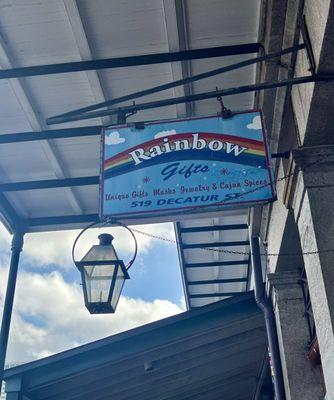 Rainbow
Gifts
Unique Gifts Masks Jewelry & Cajun Spices
519 DECATUR ST.